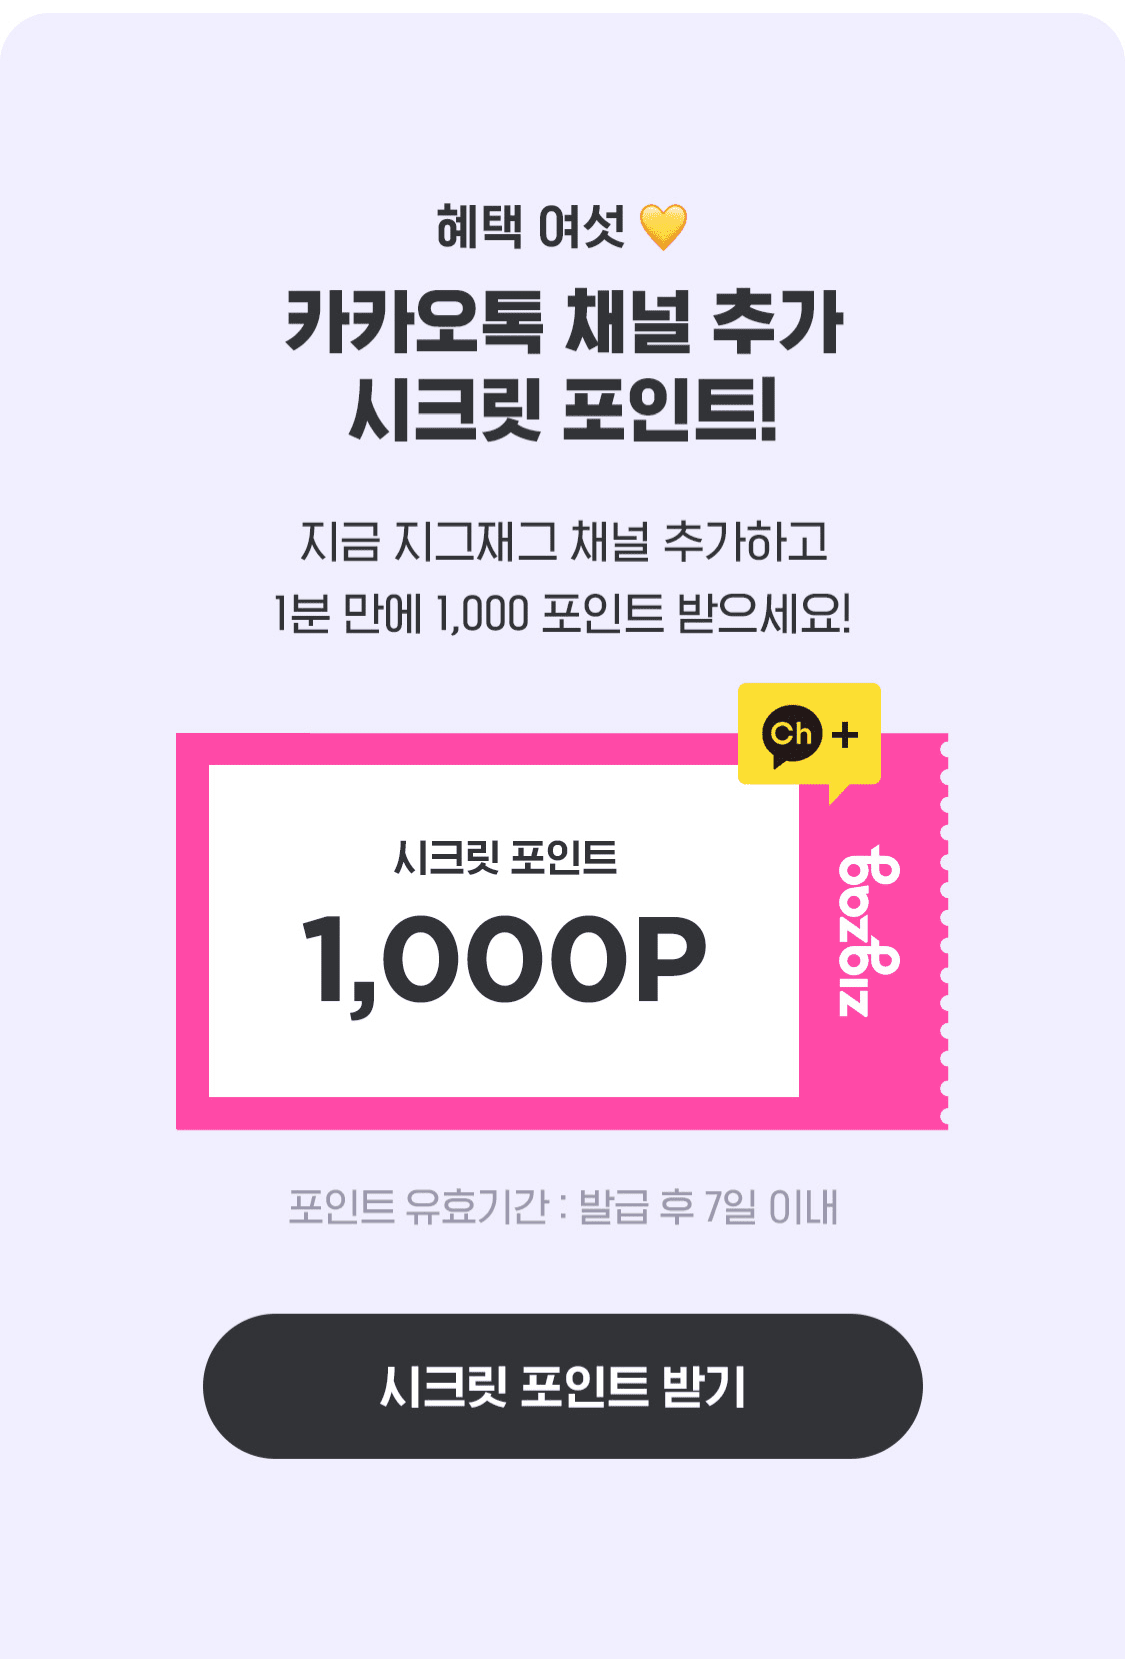 혜택 여섯 💛
카카오톡 채널 추가
시크릿 포인트!
지금 지그재그 채널 추가하고
1분 만에 1,000 포인트 받으세요!
Ch +
시크릿 포인트
1,000P
zigzag
포인트 유효기간 : 발급 후 7일 이내
시크릿 포인트 받기